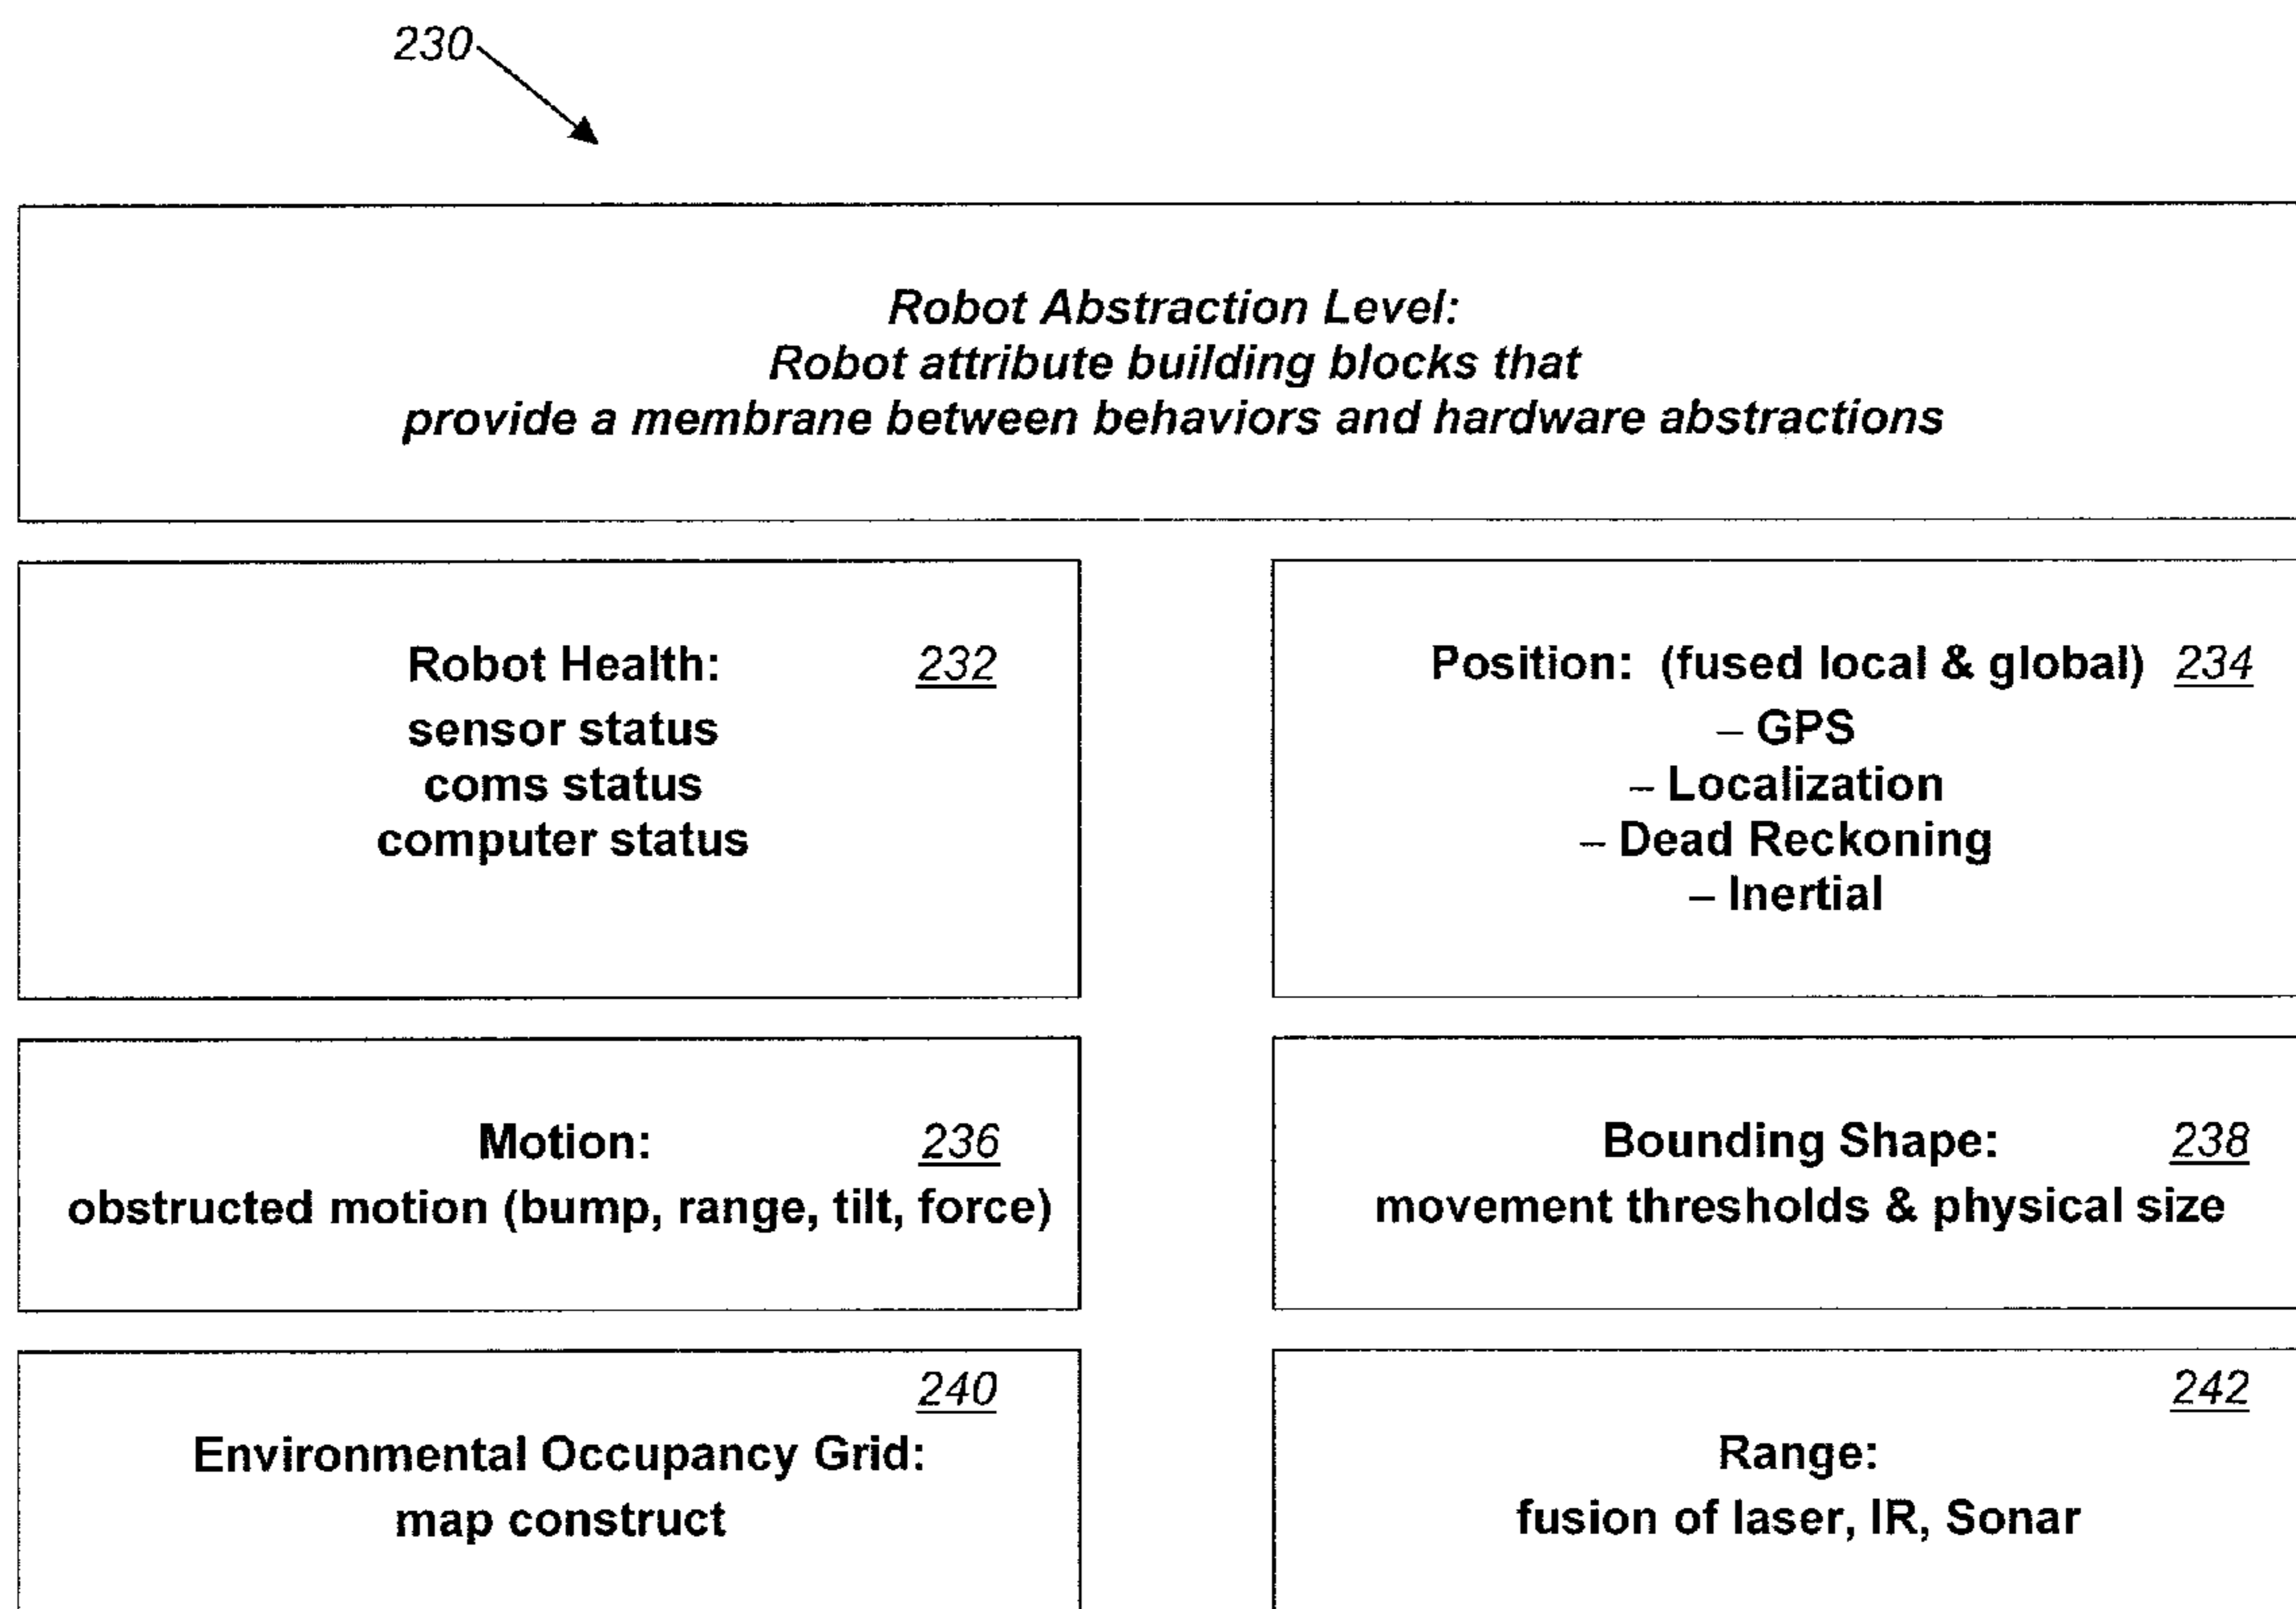 230
Robot Abstraction Level:
Robot attribute building blocks that
provide a membrane between behaviors and hardware abstractions
Robot Health: 232
sensor status
coms status
computer status
Position: (fused local & global) 234
– GPS
– Localization
– Dead Reckoning
– Inertial
Motion: 236
obstructed motion (bump, range, tilt, force)
Bounding Shape: 238
movement thresholds & physical size
240
Environmental Occupancy Grid:
map construct
242
Range:
fusion of laser, IR, Sonar